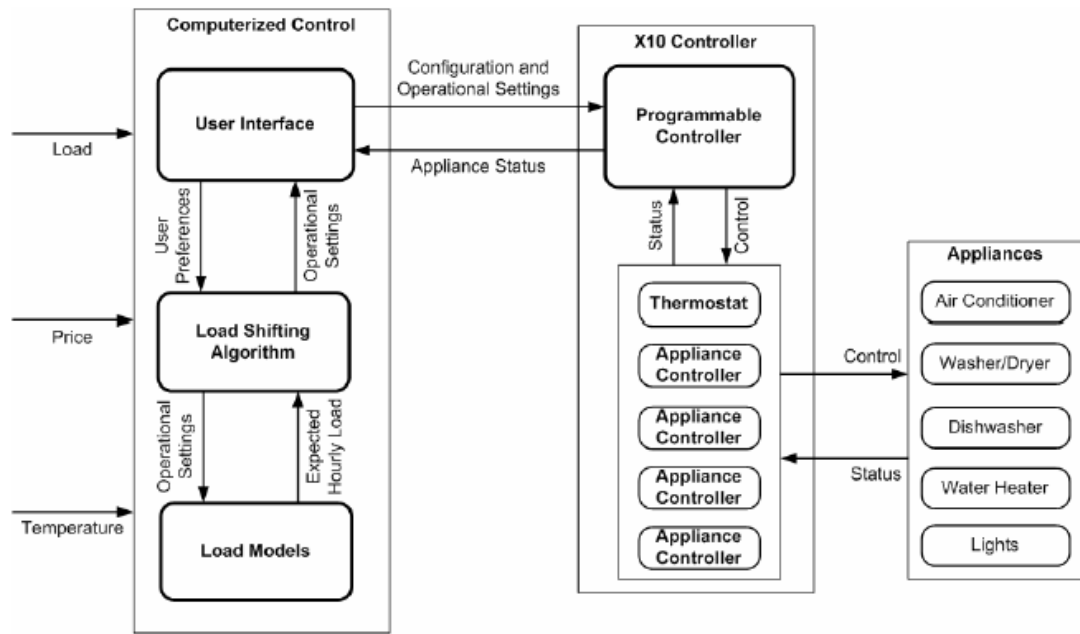 Computerized Control
User Interface
Load
User
Preferences
Operational
Settings
Load Shifting
Algorithm
Price
Operational
Settings
Expected
Hourly Load
Temperature
Load Models
Configuration and
Operational Settings
Appliance Status
X10 Controller
Programmable
Controller
Status
Control
Thermostat
Appliance
Controller
Appliance
Controller
Appliance
Controller
Appliance
Controller
Control
Status
Appliances
Air Conditioner
Washer/Dryer
Dishwasher
Water Heater
Lights